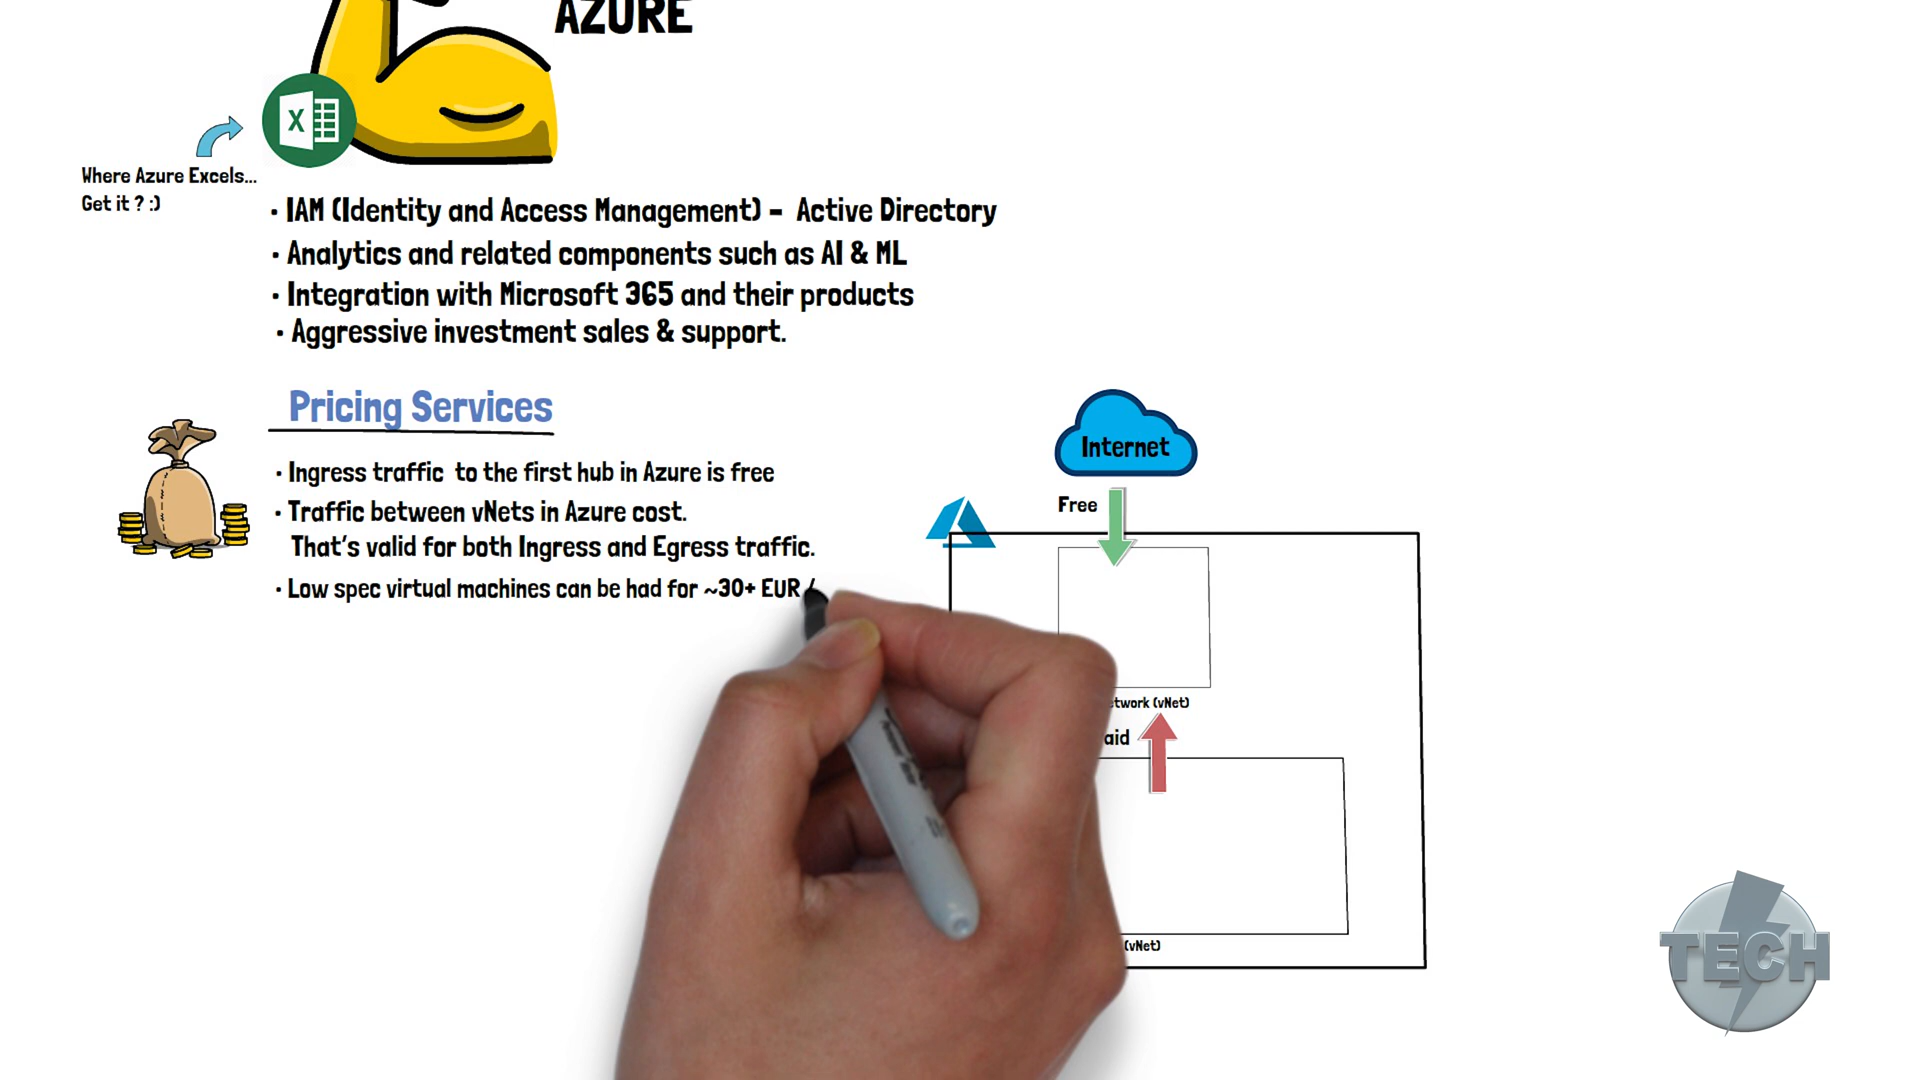 AZURE
X
Where Azure Excels...
Get it ? :)
· IAM (Identity and Access Management) – Active Directory
· Analytics and related components such as AI & ML
· Integration with Microsoft 365 and their products
· Aggressive investment sales & support.
Pricing Services
· Ingress traffic to the first hub in Azure is free
· Traffic between vNets in Azure cost.
That's valid for both Ingress and Egress traffic.
· Low spec virtual machines can be had for ~30+ EUR /
Internet
Free
(vNet)
(vNet)
TECH